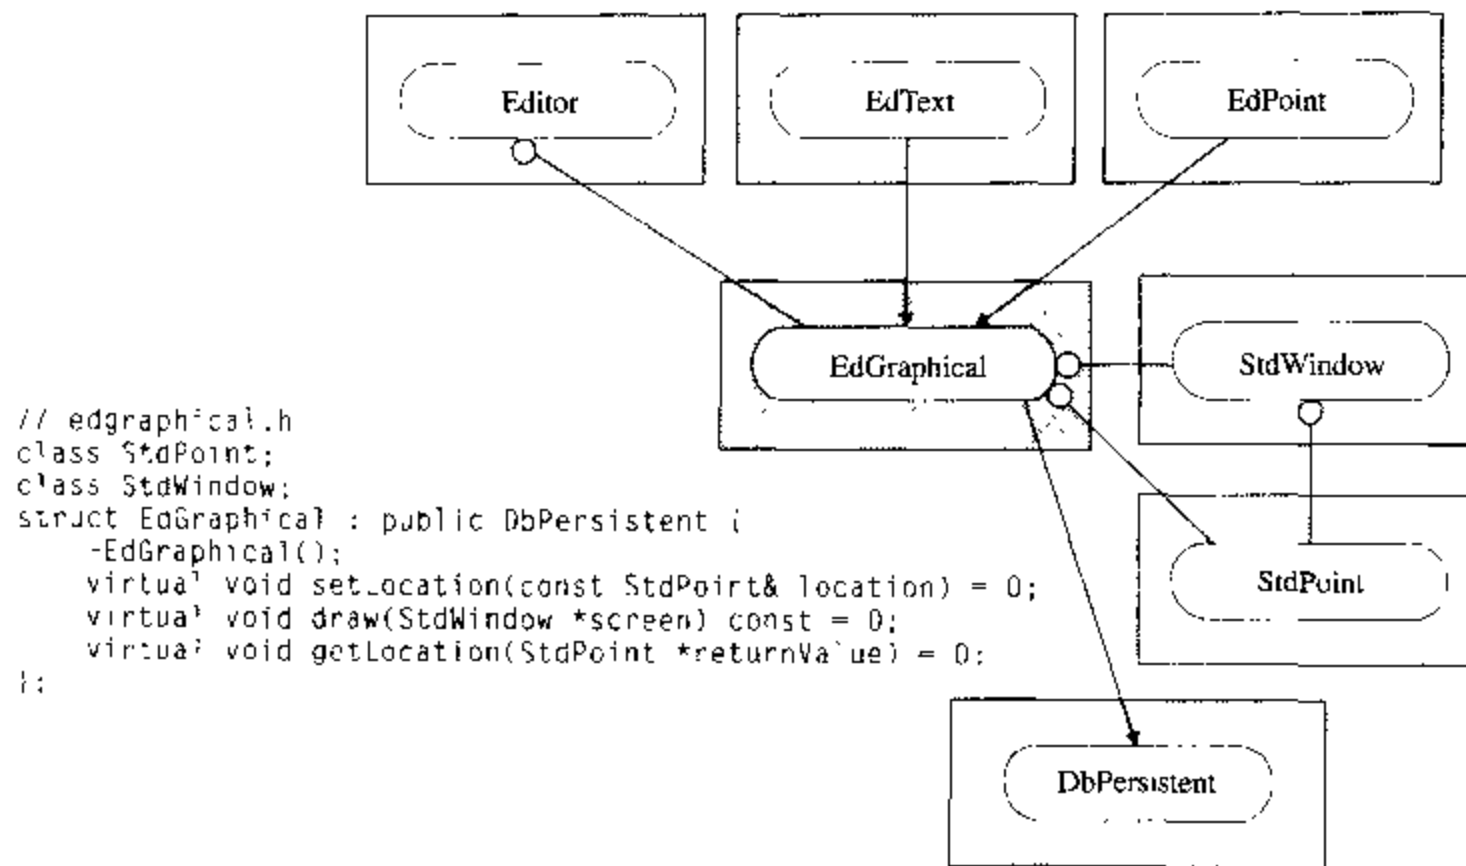 Editor
EdText
EdPoint
EdGraphical
StdWindow
// edgraphical.h
class StdPoint;
class StdWindow;
struct EdGraphical : public DbPersistent {
~EdGraphical();
virtual void setLocation(const StdPoint& location) = 0;
virtual void draw(StdWindow *screen) const = 0;
virtual void getLocation(StdPoint *returnValue) = 0;
};
StdPoint
DbPersistent